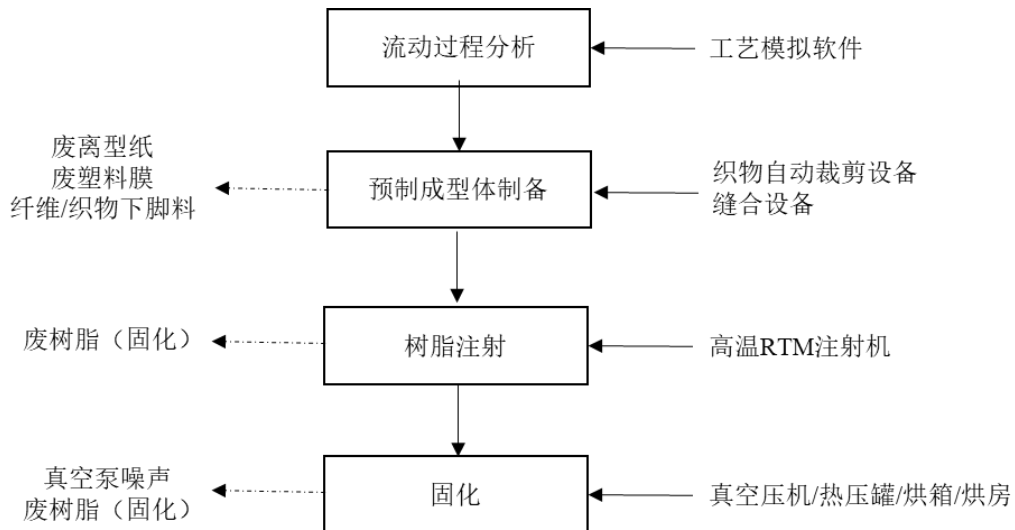 流动过程分析
工艺模拟软件
废离型纸
废塑料膜
纤维/织物下脚料
预制成型体制备
织物自动裁剪设备
缝合设备
废树脂（固化）
树脂注射
高温RTM注射机
真空泵噪声
废树脂（固化）
固化
真空压机/热压罐/烘箱/烘房